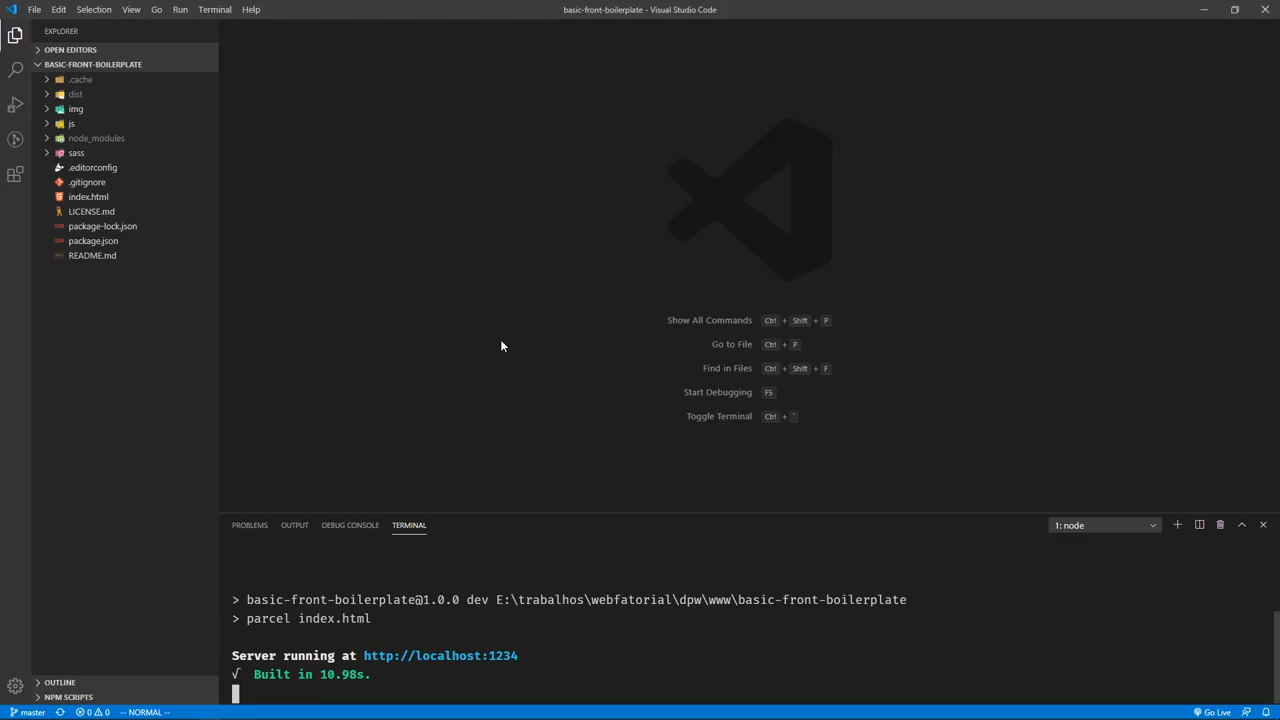 File Edit Selection View Go Run Terminal Help
basic-front-boilerplate - Visual Studio Code
EXPLORER
OPEN EDITORS
BASIC-FRONT-BOILERPLATE
.cache
dist
img
js
node_modules
sass
.editorconfig
.gitignore
index.html
LICENSE.md
package-lock.json
package.json
README.md
Show All Commands Ctrl + Shift + P
Go to File Ctrl + P
Find in Files Ctrl + Shift + F
Start Debugging F5
Toggle Terminal Ctrl + `
PROBLEMS OUTPUT DEBUG CONSOLE TERMINAL
1: node
> basic-front-boilerplate@1.0.0 dev E:\trabalhos\webfatorial\dpw\www\basic-front-boilerplate
> parcel index.html
Server running at http://localhost:1234
√ Built in 10.98s.
OUTLINE
NPM SCRIPTS
master 0 0 -- NORMAL --
Go Live